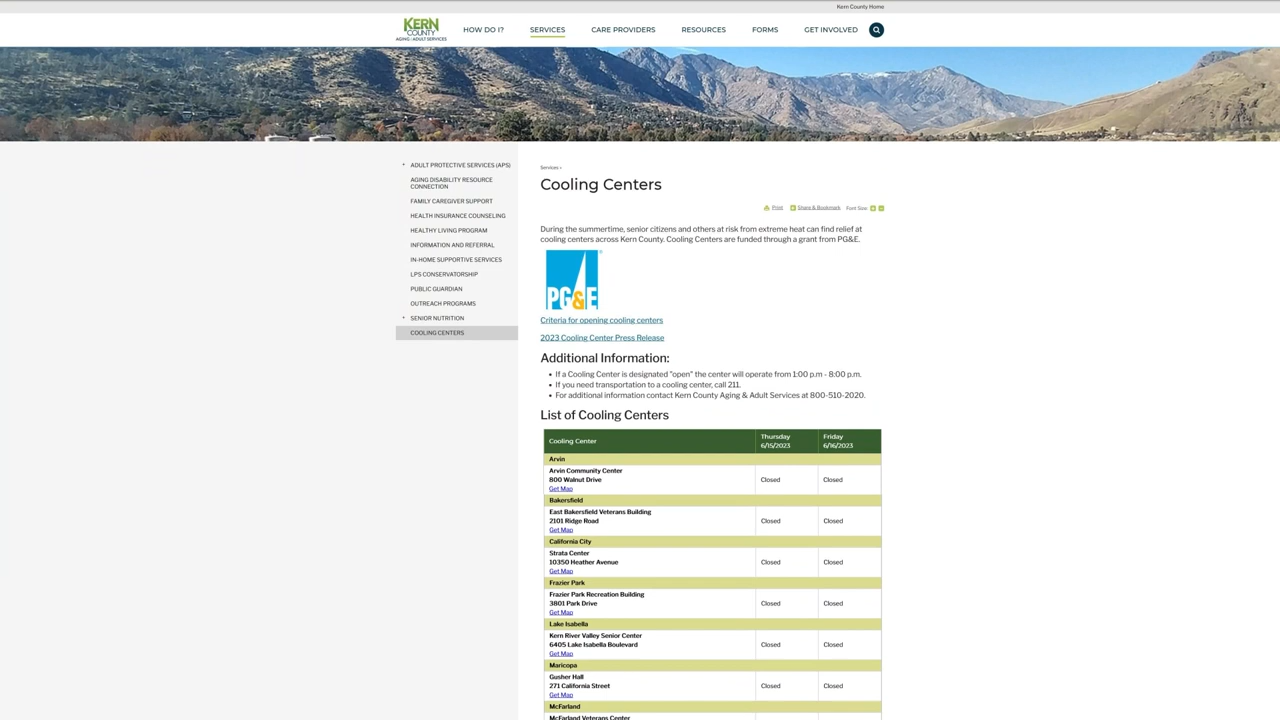 Kern County Home
KERN
COUNTY
AGING & ADULT SERVICES
HOW DO I?
SERVICES
CARE PROVIDERS
RESOURCES
FORMS
GET INVOLVED
+ ADULT PROTECTIVE SERVICES (APS)
AGING DISABILITY RESOURCE
CONNECTION
FAMILY CAREGIVER SUPPORT
HEALTH INSURANCE COUNSELING
HEALTHY LIVING PROGRAM
INFORMATION AND REFERRAL
IN-HOME SUPPORTIVE SERVICES
LPS CONSERVATORSHIP
PUBLIC GUARDIAN
OUTREACH PROGRAMS
+ SENIOR NUTRITION
COOLING CENTERS
Services ›
Cooling Centers
Print Share & Bookmark Font Size: + -
During the summertime, senior citizens and others at risk from extreme heat can find relief at
cooling centers across Kern County. Cooling Centers are funded through a grant from PG&E.
PG&E ®
Criteria for opening cooling centers
2023 Cooling Center Press Release
Additional Information:
• If a Cooling Center is designated "open" the center will operate from 1:00 p.m - 8:00 p.m.
• If you need transportation to a cooling center, call 211.
• For additional information contact Kern County Aging & Adult Services at 800-510-2020.
List of Cooling Centers
Cooling Center
Thursday
6/15/2023
Friday
6/16/2023
Arvin
Arvin Community Center
800 Walnut Drive
Get Map
Closed
Closed
Bakersfield
East Bakersfield Veterans Building
2101 Ridge Road
Get Map
Closed
Closed
California City
Strata Center
10350 Heather Avenue
Get Map
Closed
Closed
Frazier Park
Frazier Park Recreation Building
3801 Park Drive
Get Map
Closed
Closed
Lake Isabella
Kern River Valley Senior Center
6405 Lake Isabella Boulevard
Get Map
Closed
Closed
Maricopa
Gusher Hall
271 California Street
Get Map
Closed
Closed
McFarland
McFarland Veterans Center